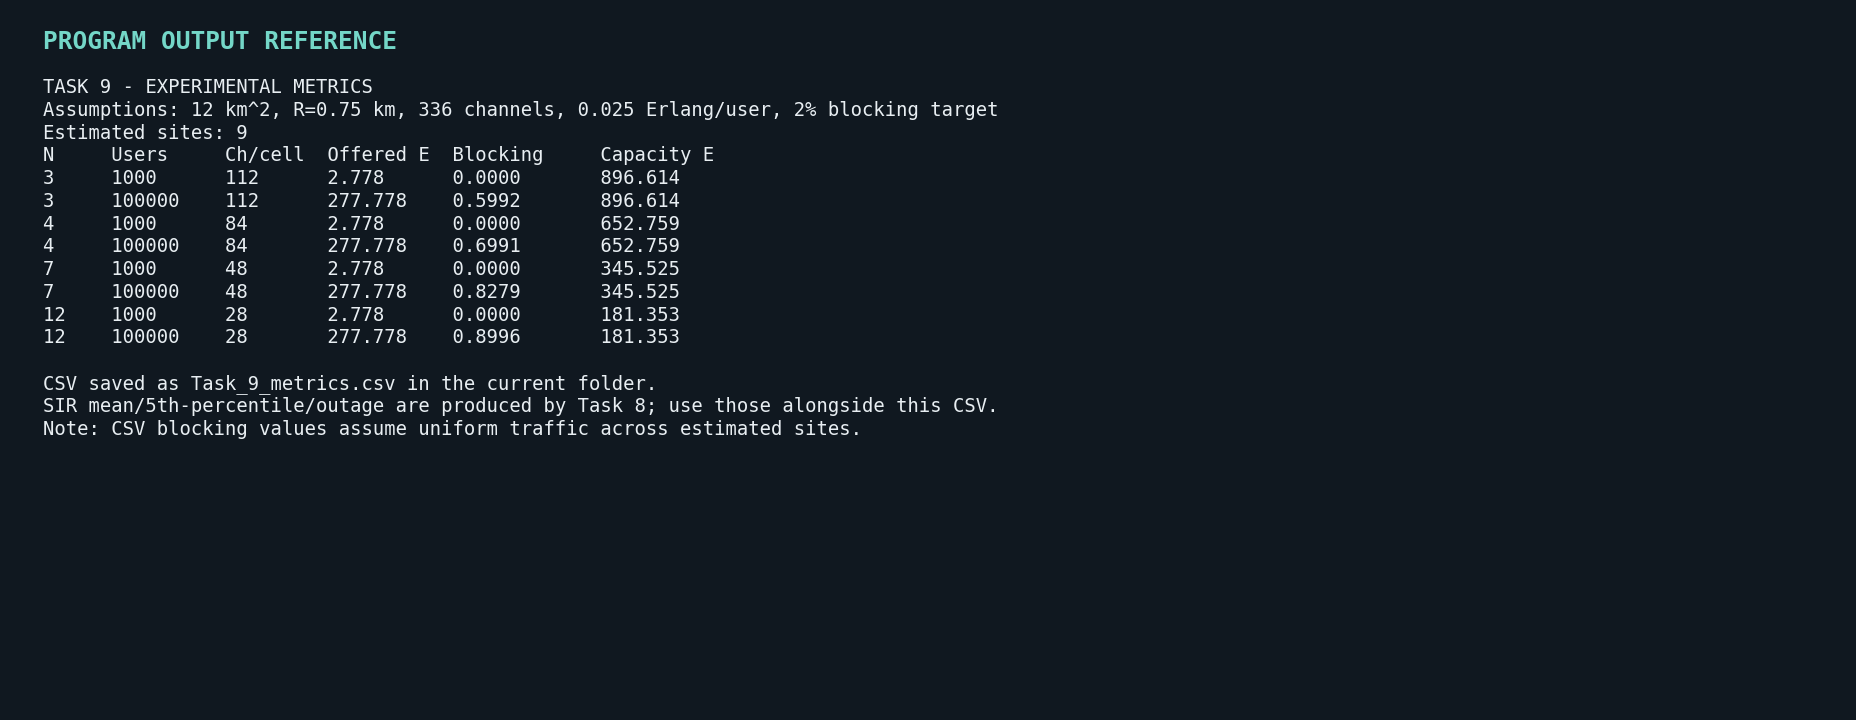 PROGRAM OUTPUT REFERENCE
TASK 9 - EXPERIMENTAL METRICS
Assumptions: 12 km^2, R=0.75 km, 336 channels, 0.025 Erlang/user, 2% blocking target
Estimated sites: 9
N     Users     Ch/cell  Offered E  Blocking     Capacity E
3     1000      112      2.778      0.0000       896.614
3     100000    112      277.778    0.5992       896.614
4     1000      84       2.778      0.0000       652.759
4     100000    84       277.778    0.6991       652.759
7     1000      48       2.778      0.0000       345.525
7     100000    48       277.778    0.8279       345.525
12    1000      28       2.778      0.0000       181.353
12    100000    28       277.778    0.8996       181.353
CSV saved as Task_9_metrics.csv in the current folder.
SIR mean/5th-percentile/outage are produced by Task 8; use those alongside this CSV.
Note: CSV blocking values assume uniform traffic across estimated sites.